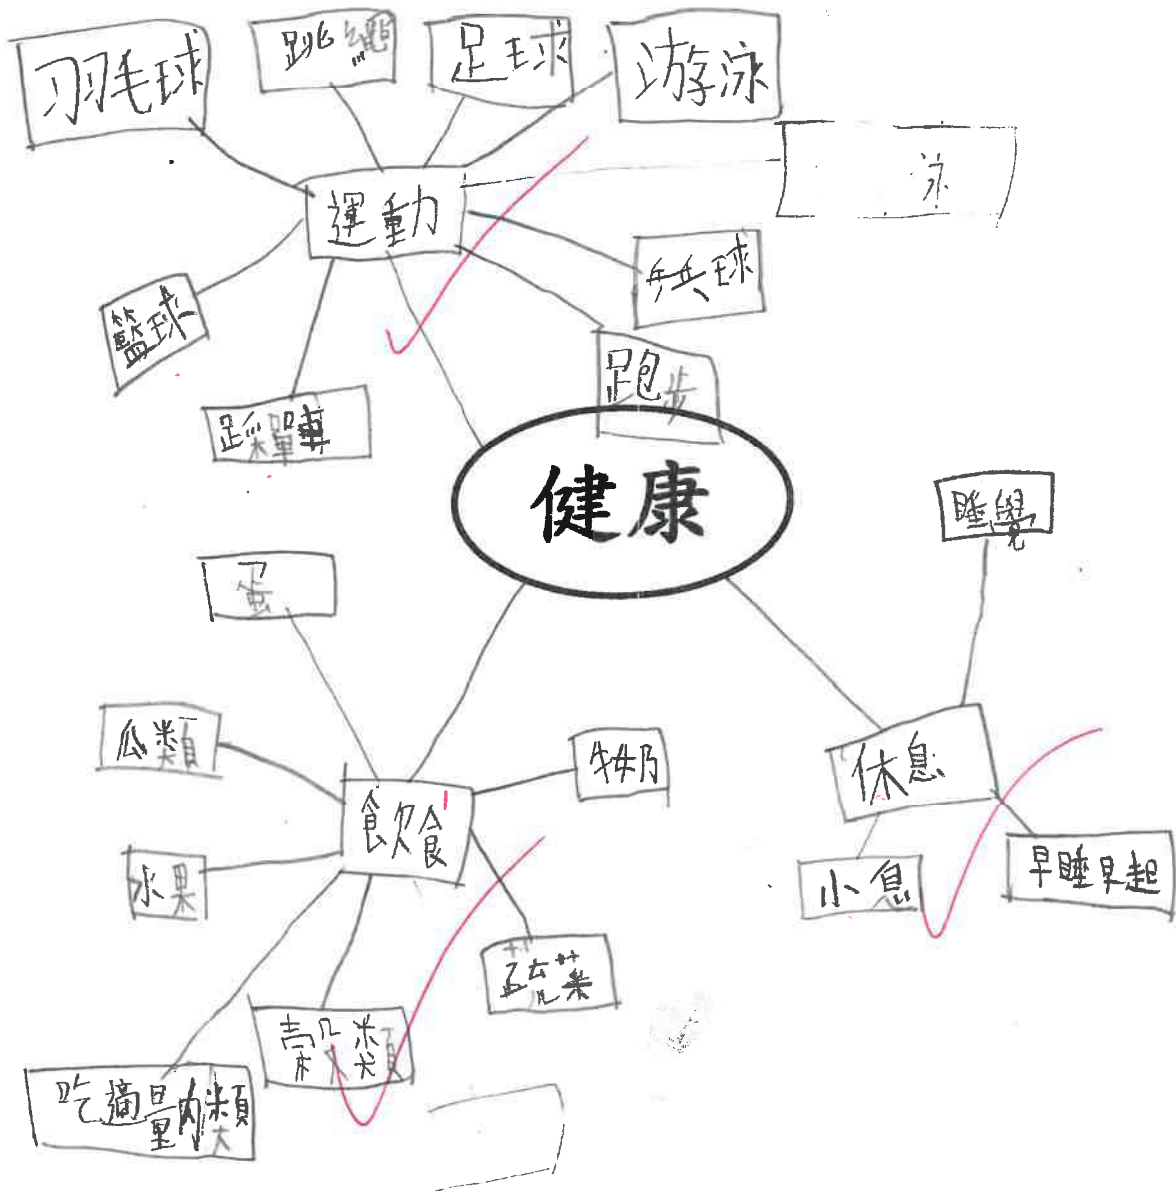 羽毛球
跳繩
足球
游泳
泳
運動
乒乓球
籃球
跑步
踩單車
健康
睡覺
蛋
瓜類
牛奶
休息
飲食
水果
早睡早起
小息
蔬菜
穀類
吃適量肉類